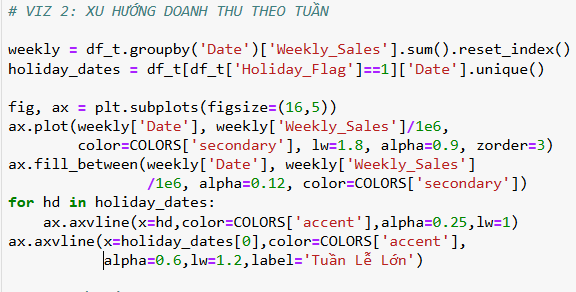 # VIZ 2: XU HƯỚNG DOANH THU THEO TUẦN
weekly = df_t.groupby('Date')['Weekly_Sales'].sum().reset_index()
holiday_dates = df_t[df_t['Holiday_Flag']==1]['Date'].unique()
fig, ax = plt.subplots(figsize=(16,5))
ax.plot(weekly['Date'], weekly['Weekly_Sales']/1e6,
color=COLORS['secondary'], lw=1.8, alpha=0.9, zorder=3)
ax.fill_between(weekly['Date'], weekly['Weekly_Sales']
/1e6, alpha=0.12, color=COLORS['secondary'])
for hd in holiday_dates:
ax.axvline(x=hd,color=COLORS['accent'],alpha=0.25,lw=1)
ax.axvline(x=holiday_dates[0],color=COLORS['accent'],
alpha=0.6,lw=1.2,label='Tuần Lễ Lớn')